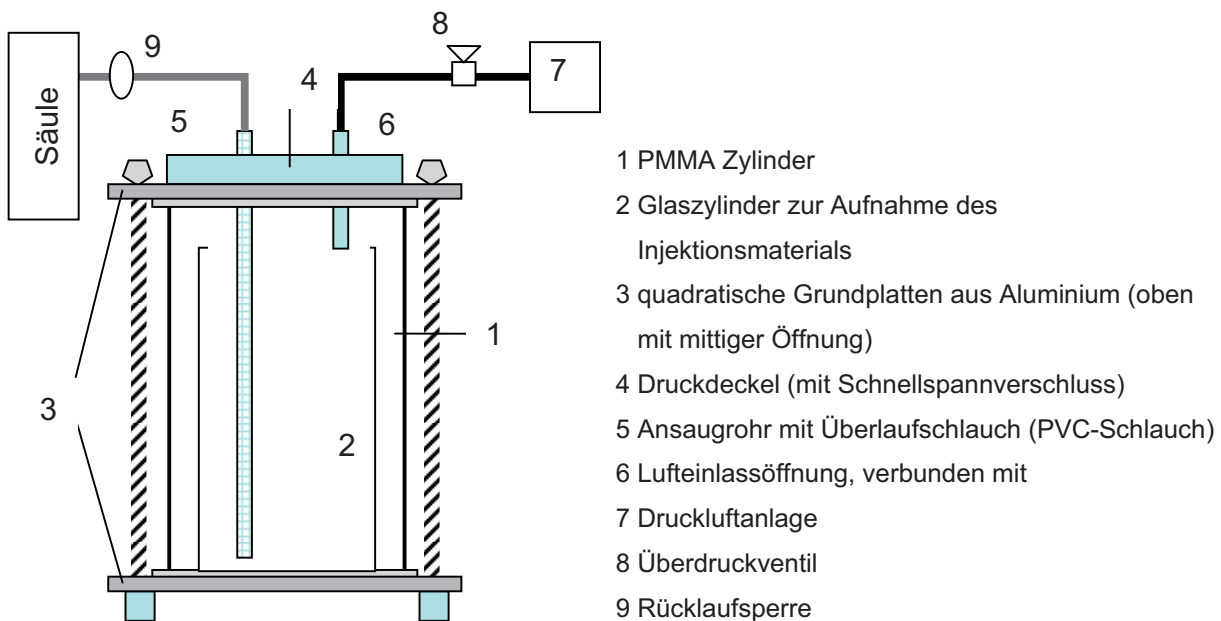 8
9
4
7
5
6
Säule
1
3
2
1 PMMA Zylinder
2 Glaszylinder zur Aufnahme des
Injektionsmaterials
3 quadratische Grundplatten aus Aluminium (oben
mit mittiger Öffnung)
4 Druckdeckel (mit Schnellspannverschluss)
5 Ansaugrohr mit Überlaufschlauch (PVC-Schlauch)
6 Lufteinlassöffnung, verbunden mit
7 Druckluftanlage
8 Überdruckventil
9 Rücklaufsperre